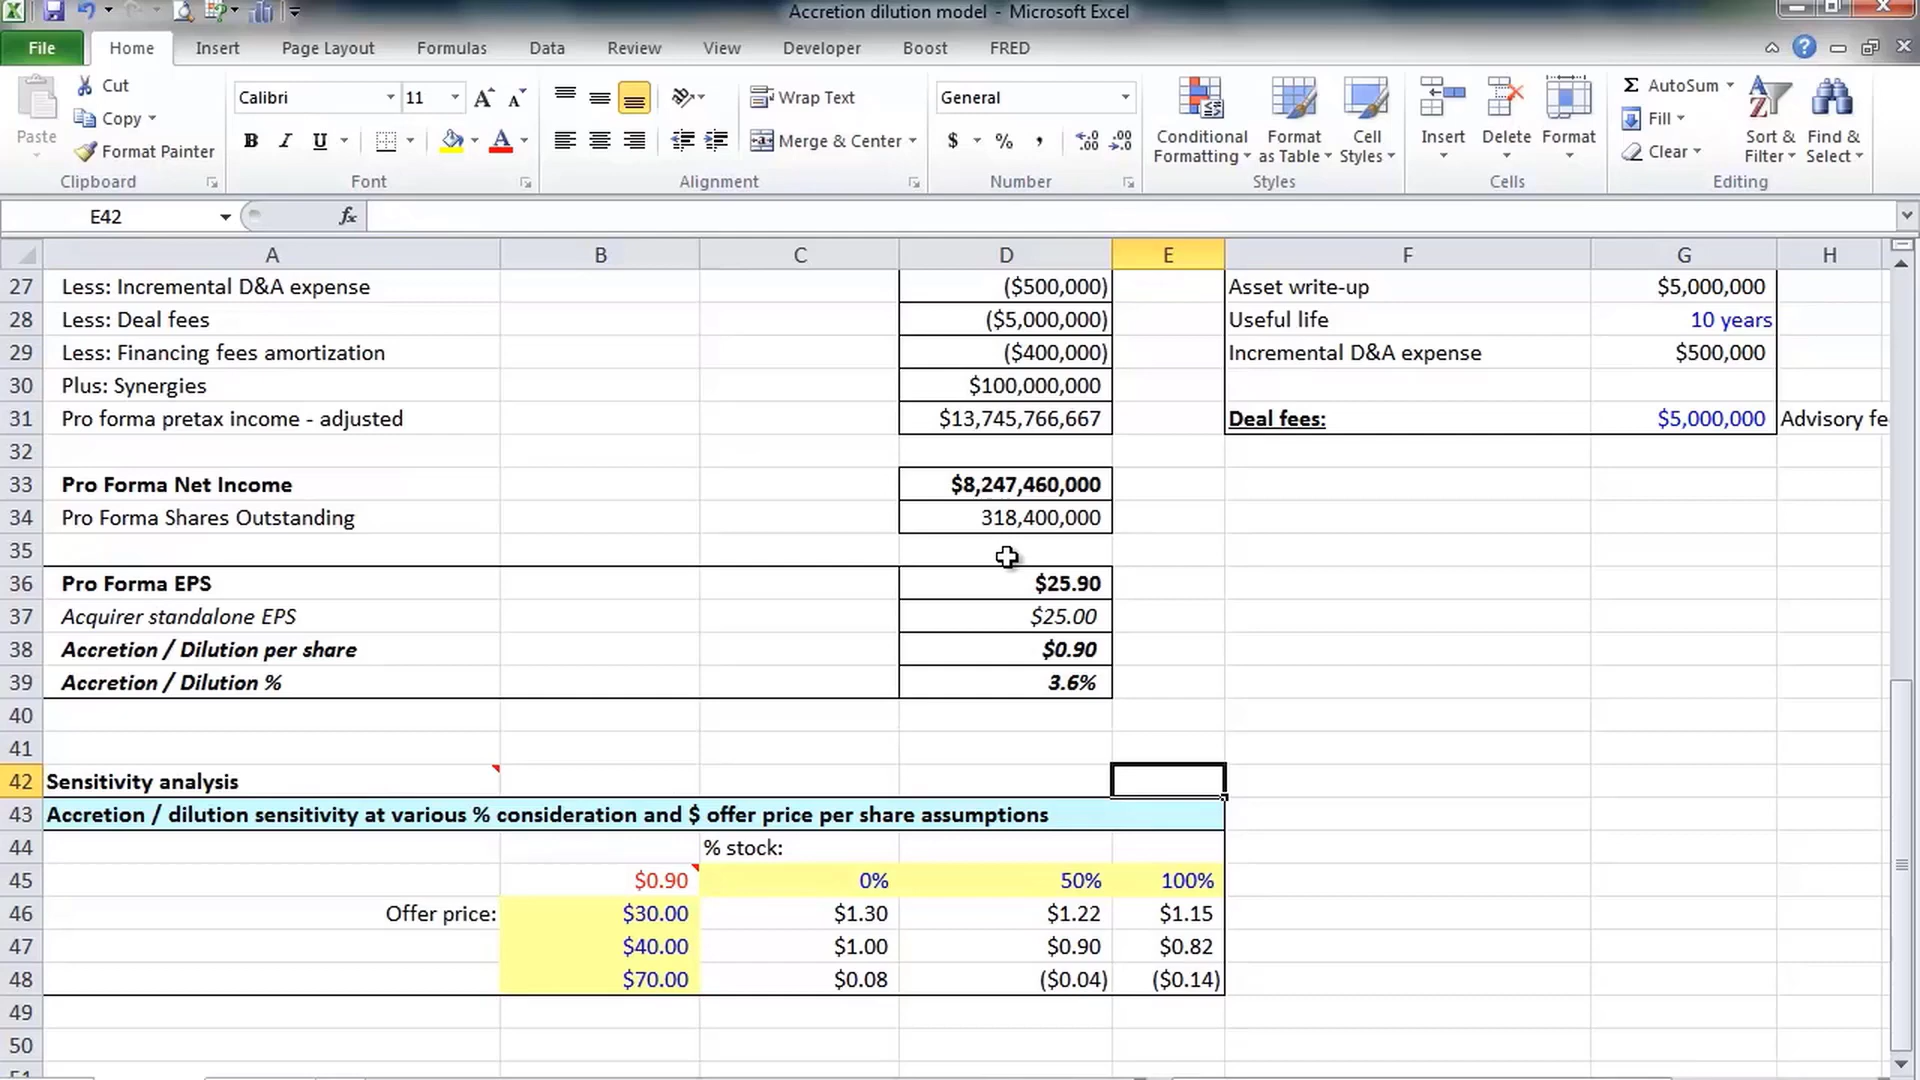 Accretion dilution model - Microsoft Excel
File Home Insert Page Layout Formulas Data Review View Developer Boost FRED
Cut
Copy
Format Painter
Paste
Clipboard
Calibri 11
B I U
Font
Wrap Text
Merge & Center
Alignment
General
$ % ,
Number
Conditional Formatting
Format as Table
Cell Styles
Styles
Insert Delete Format
Cells
AutoSum
Fill
Clear
Sort & Filter
Find & Select
Editing
E42 fx
A B C D E F G H
27 Less: Incremental D&A expense ($500,000) Asset write-up $5,000,000
28 Less: Deal fees ($5,000,000) Useful life 10 years
29 Less: Financing fees amortization ($400,000) Incremental D&A expense $500,000
30 Plus: Synergies $100,000,000
31 Pro forma pretax income - adjusted $13,745,766,667 Deal fees: $5,000,000 Advisory fe
32
33 Pro Forma Net Income $8,247,460,000
34 Pro Forma Shares Outstanding 318,400,000
35
36 Pro Forma EPS $25.90
37 Acquirer standalone EPS $25.00
38 Accretion / Dilution per share $0.90
39 Accretion / Dilution % 3.6%
40
41
42 Sensitivity analysis
43 Accretion / dilution sensitivity at various % consideration and $ offer price per share assumptions
44 % stock:
45 $0.90 0% 50% 100%
46 Offer price: $30.00 $1.30 $1.22 $1.15
47 $40.00 $1.00 $0.90 $0.82
48 $70.00 $0.08 ($0.04) ($0.14)
49
50
51